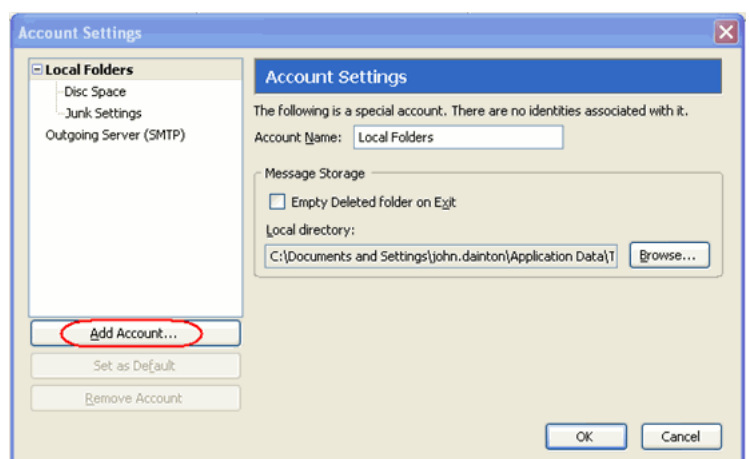 Account Settings
Local Folders
Disc Space
Junk Settings
Outgoing Server (SMTP)
Add Account...
Set as Default
Remove Account
Account Settings
The following is a special account. There are no identities associated with it.
Account Name: Local Folders
Message Storage
Empty Deleted folder on Exit
Local directory:
C:\Documents and Settings\john.dainton\Application Data\T Browse...
OK Cancel